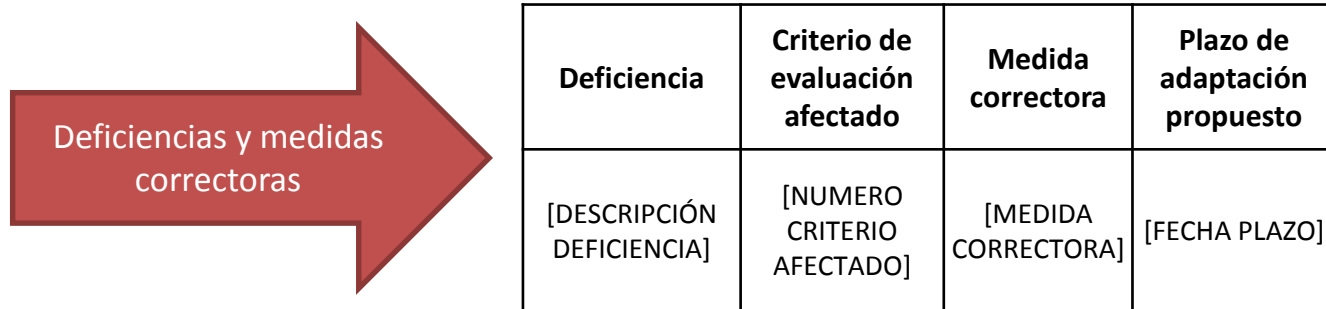 Deficiencias y medidas
correctoras
Deficiencia
Criterio de
evaluación
afectado
Medida
correctora
Plazo de
adaptación
propuesto
[DESCRIPCIÓN
DEFICIENCIA]
[NUMERO
CRITERIO
AFECTADO]
[MEDIDA
CORRECTORA]
[FECHA PLAZO]